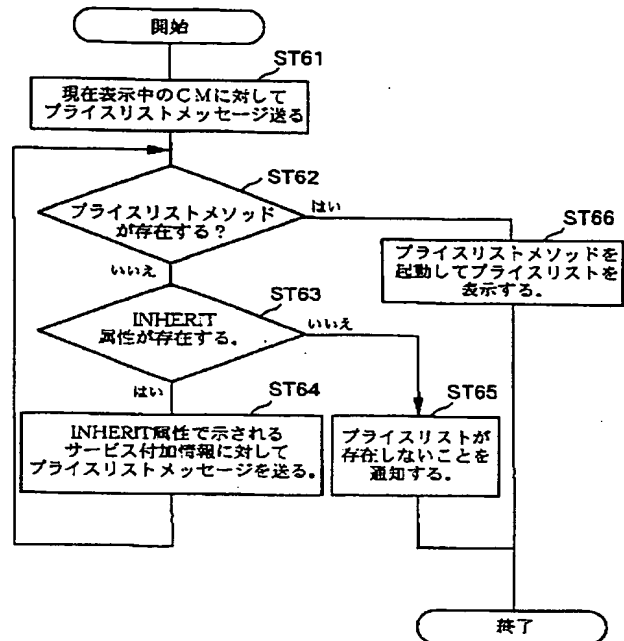 開始
ST61
現在表示中のCMに対して
プライスリストメッセージ送る
ST62
プライスリストメソッド
が存在する?
はい
いいえ
ST66
プライスリストメソッドを
起動してプライスリストを
表示する。
ST63
INHERIT
属性が存在する。
いいえ
はい
ST64
INHERIT属性で示される
サービス付加情報に対して
プライスリストメッセージを送る。
ST65
プライスリストが
存在しないことを
通知する。
終了